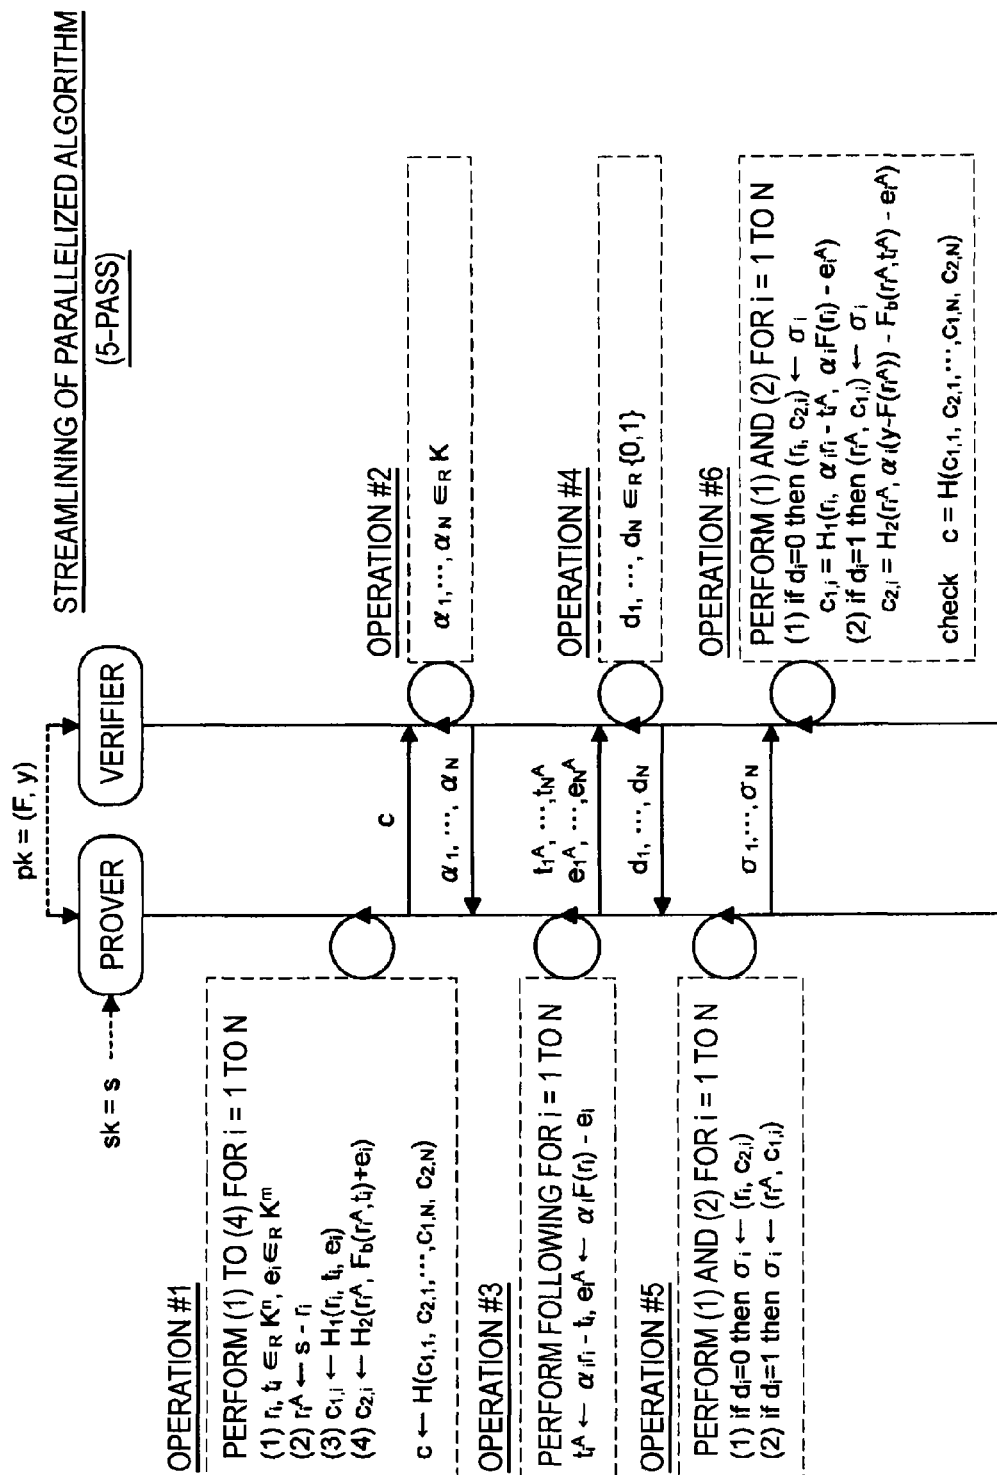 STREAMLINING OF PARALLELIZED ALGORITHM
(5-PASS)
pk = (F, y)
sk = s
PROVER
VERIFIER
OPERATION #1
PERFORM (1) TO (4) FOR i = 1 TO N
(1) rᵢ, tᵢ ∈R Kⁿ, eᵢ ∈R Kᵐ
(2) rᵢᴬ ← s - rᵢ
(3) c₁,ᵢ ← H₁(rᵢ, tᵢ, eᵢ)
(4) c₂,ᵢ ← H₂(rᵢᴬ, Fb(rᵢᴬ,tᵢ)+eᵢ)
c ← H(c₁,₁, c₂,₁,⋯,c₁,N, c₂,N)
c
OPERATION #2
α₁,⋯, αN ∈R K
α₁, ⋯, αN
OPERATION #3
PERFORM FOLLOWING FOR i = 1 TO N
tᵢᴬ ← αᵢrᵢ - tᵢ, eᵢᴬ ← αᵢF(rᵢ) - eᵢ
t₁ᴬ, ⋯,tNᴬ
e₁ᴬ, ⋯,eNᴬ
OPERATION #4
d₁, ⋯, dN ∈R {0,1}
d₁, ⋯, dN
OPERATION #5
PERFORM (1) AND (2) FOR i = 1 TO N
(1) if dᵢ=0 then σᵢ ← (rᵢ, c₂,ᵢ)
(2) if dᵢ=1 then σᵢ ← (rᵢᴬ, c₁,ᵢ)
σ₁,⋯, σN
OPERATION #6
PERFORM (1) AND (2) FOR i = 1 TO N
(1) if dᵢ=0 then (rᵢ, c₂,ᵢ) ← σᵢ
c₁,ᵢ = H₁(rᵢ, αᵢrᵢ - tᵢᴬ, αᵢF(rᵢ) - eᵢᴬ)
(2) if dᵢ=1 then (rᵢᴬ, c₁,ᵢ) ← σᵢ
c₂,ᵢ = H₂(rᵢᴬ, αᵢ(y-F(rᵢᴬ)) - Fb(rᵢᴬ,tᵢᴬ) - eᵢᴬ)
check c = H(c₁,₁, c₂,₁,⋯,c₁,N, c₂,N)